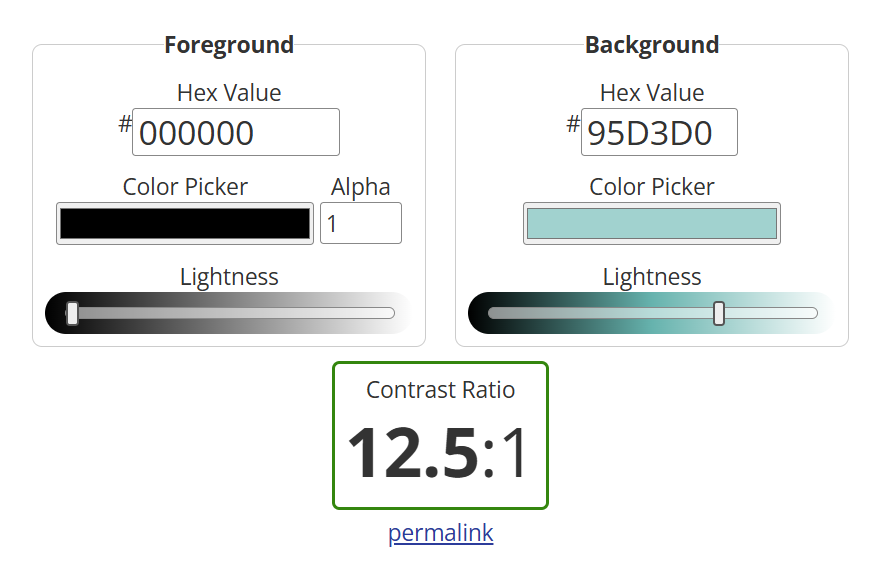 Foreground
Hex Value
#000000
Color Picker Alpha
1
Lightness
Background
Hex Value
#95D3D0
Color Picker
Lightness
Contrast Ratio
12.5:1
permalink